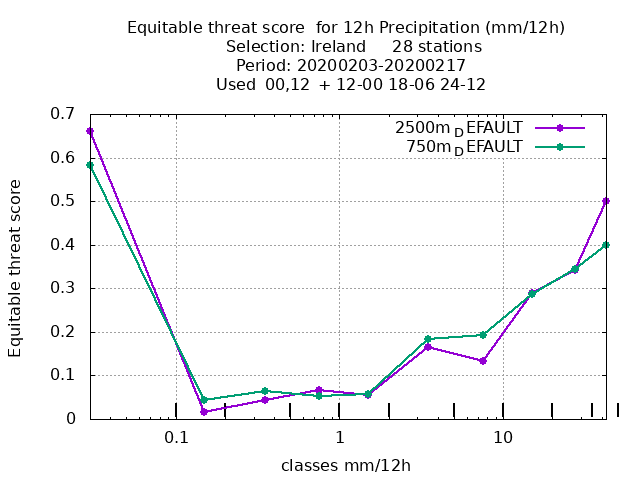 Equitable threat score  for 12h Precipitation (mm/12h)
Selection: Ireland     28 stations
Period: 20200203-20200217
Used  00,12  + 12-00 18-06 24-12
0.7
0.6
0.5
0.4
0.3
0.2
0.1
0
Equitable threat score
2500m_DEFAULT
750m_DEFAULT
0.1 1 10
classes mm/12h